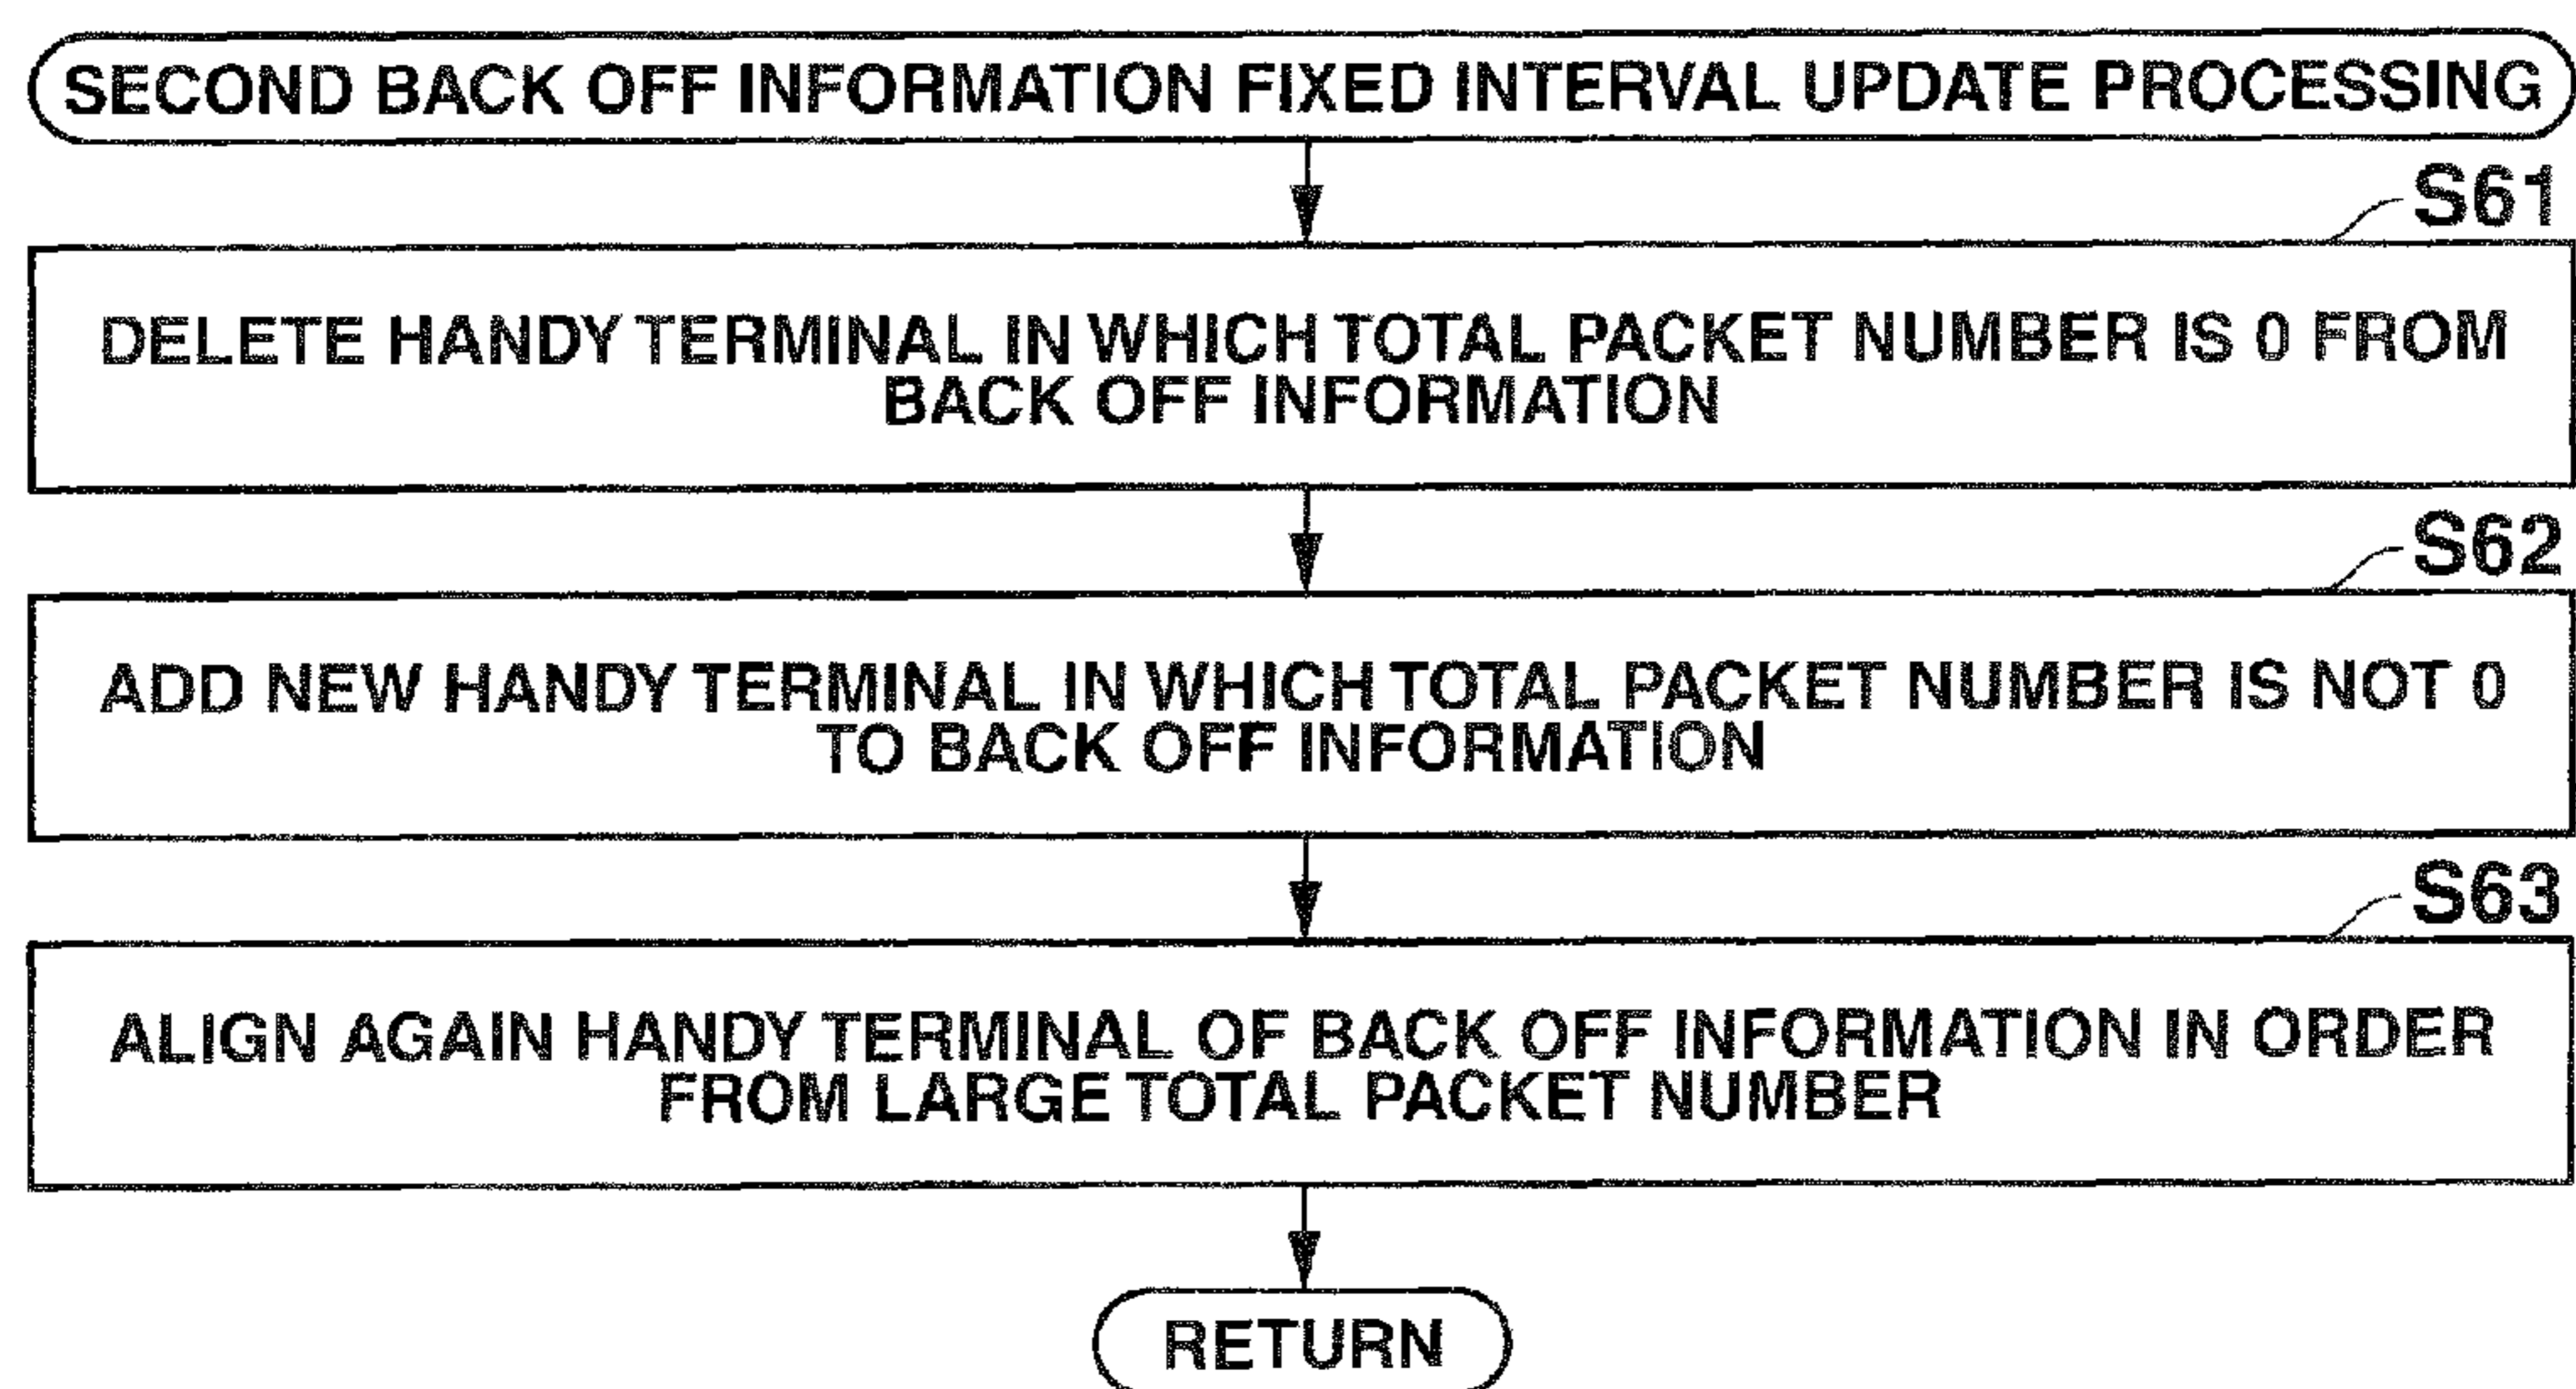 SECOND BACK OFF INFORMATION FIXED INTERVAL UPDATE PROCESSING
S61
DELETE HANDY TERMINAL IN WHICH TOTAL PACKET NUMBER IS 0 FROM
BACK OFF INFORMATION
S62
ADD NEW HANDY TERMINAL IN WHICH TOTAL PACKET NUMBER IS NOT 0
TO BACK OFF INFORMATION
S63
ALIGN AGAIN HANDY TERMINAL OF BACK OFF INFORMATION IN ORDER
FROM LARGE TOTAL PACKET NUMBER
RETURN